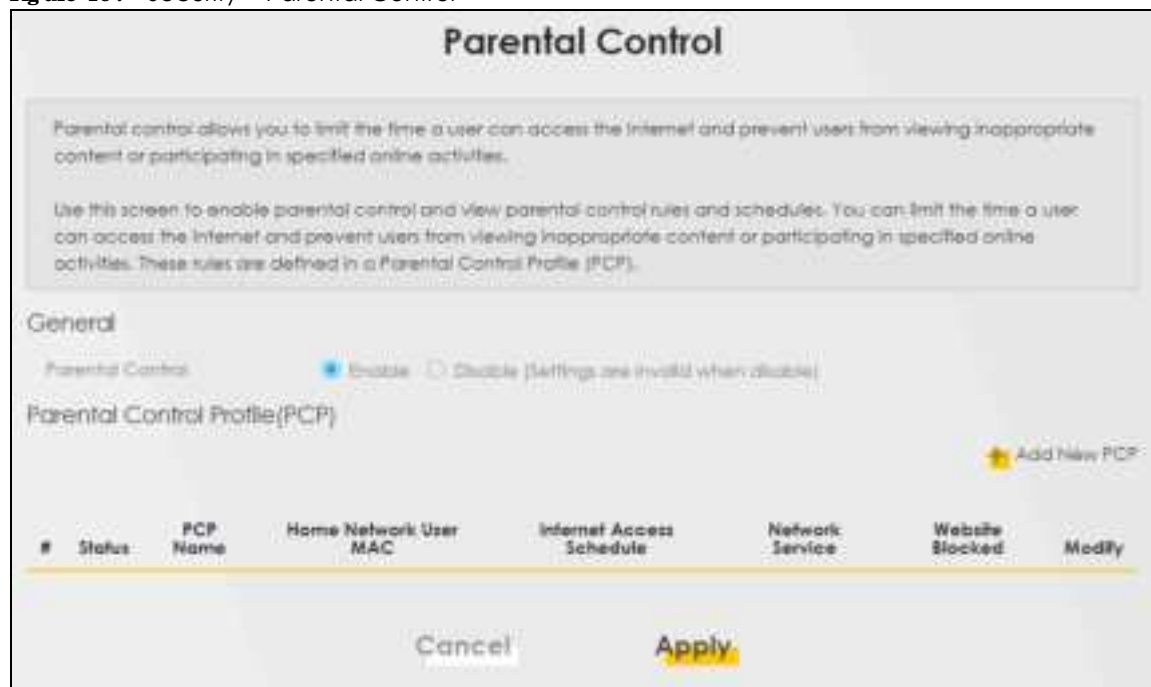 Security > Parental Control
Parental Control
Parental control allows you to limit the time a user can access the Internet and prevent users from viewing inappropriate
content or participating in specified online activities.
Use this screen to enable parental control and view parental control rules and schedules. You can limit the time a user
can access the Internet and prevent users from viewing inappropriate content or participating in specified online
activities. These rules are defined in a Parental Control Profile (PCP).
General
Parental Control Enable Disable (Settings are invalid when disable)
Parental Control Profile(PCP)
Add New PCP
# Status PCP Name Home Network User MAC Internet Access Schedule Network Service Website Blocked Modify
Cancel Apply